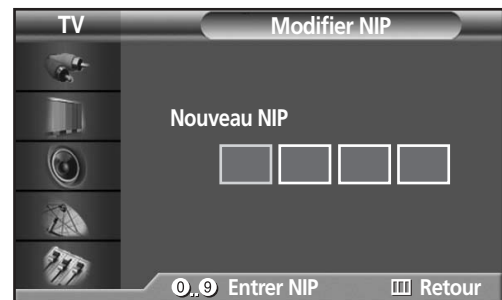 TV
Modifier NIP
Nouveau NIP
0..9 Entrer NIP
Retour